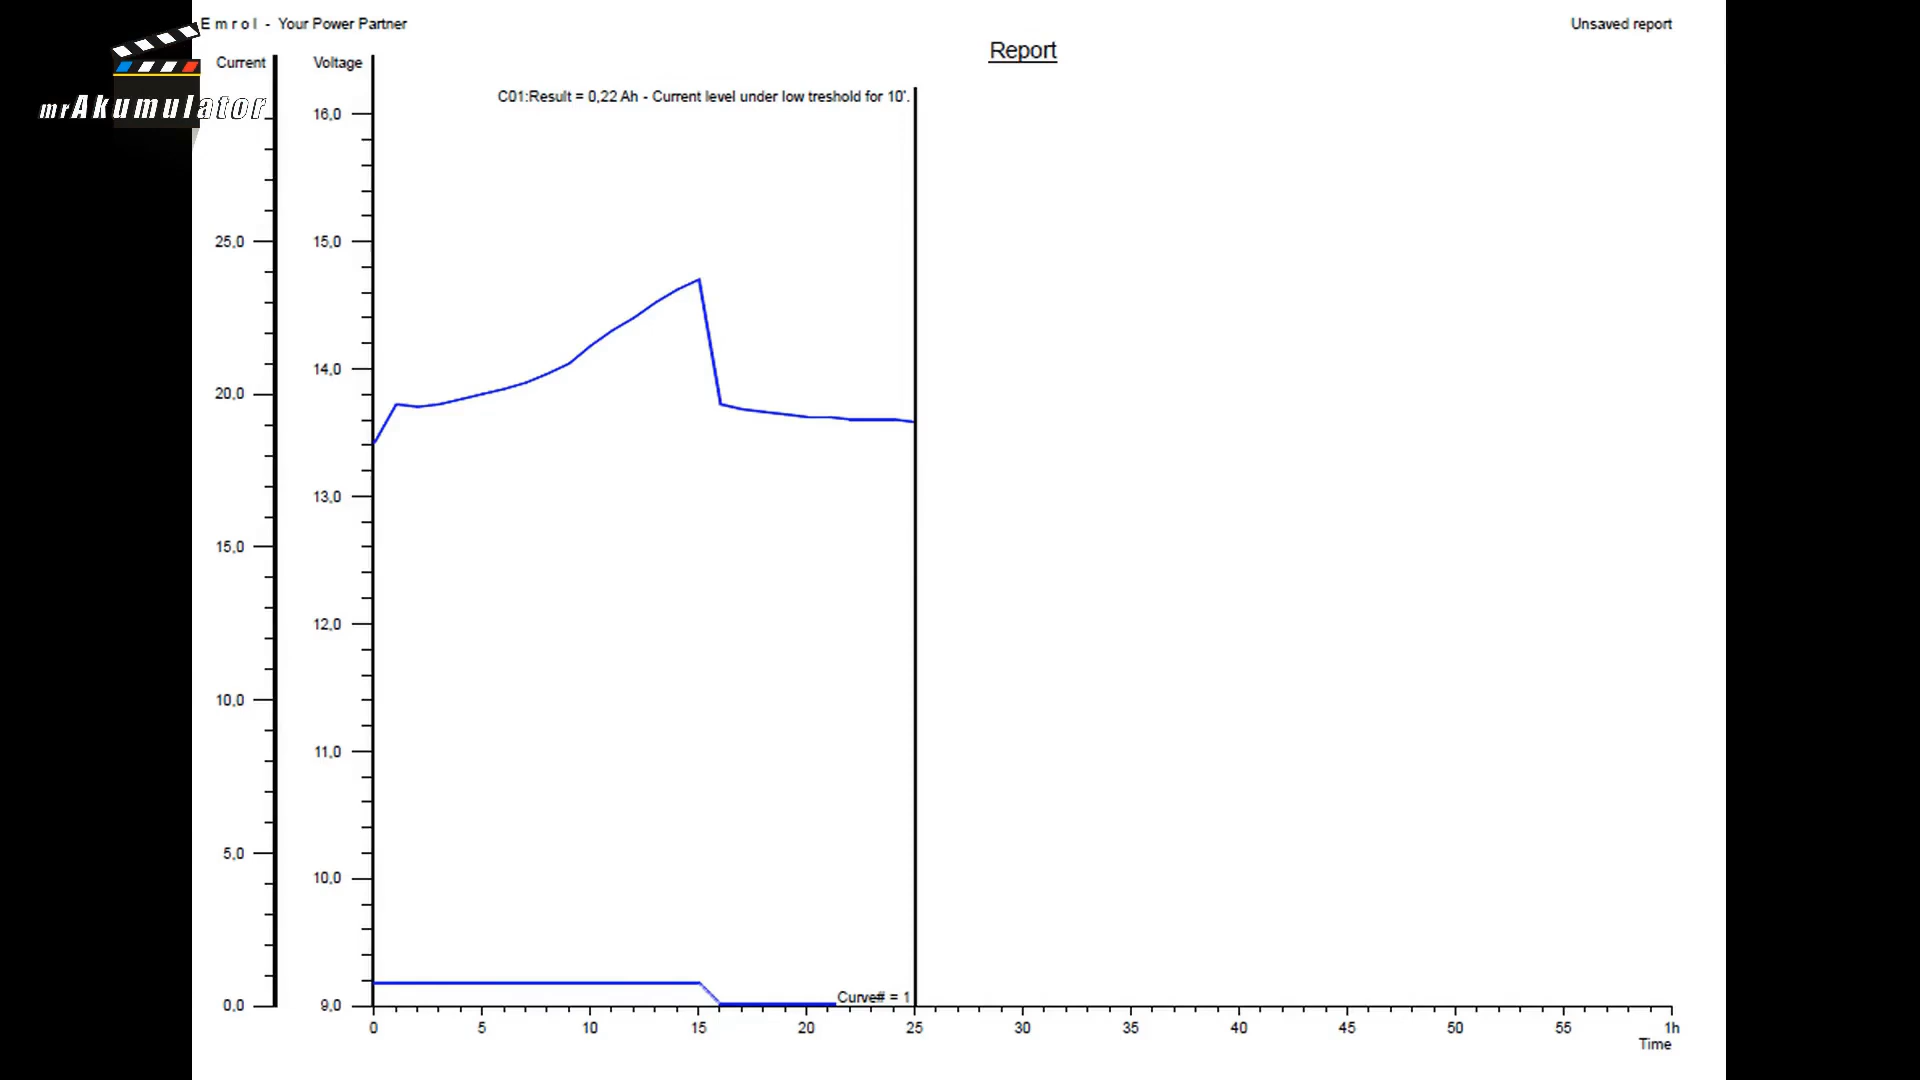 E m r o l - Your Power Partner
Unsaved report
Report
Current
Voltage
mrAkumulator
C01:Result = 0,22 Ah - Current level under low treshold for 10'.
16,0
25,0
15,0
14,0
20,0
13,0
15,0
12,0
10,0
11,0
5,0
10,0
Curve# = 1
0,0
9,0
0 5 10 15 20 25 30 35 40 45 50 55 1h
Time